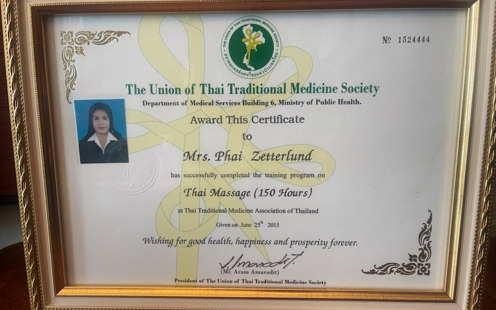 Nº 1524444
The Union of Thai Traditional Medicine Society
Department of Medical Services Building 6, Ministry of Public Health.
Award This Certificate
to
Mrs. Phai Zetterlund
has successfully completed the training program on
Thai Massage (150 Hours)
at Thai Traditional Medicine Association of Thailand
Given on June 25th 2015
Wishing for good health, happiness and prosperity forever.
(Mr. Aram Amaradit)
President of The Union of Thai Traditional Medicine Society